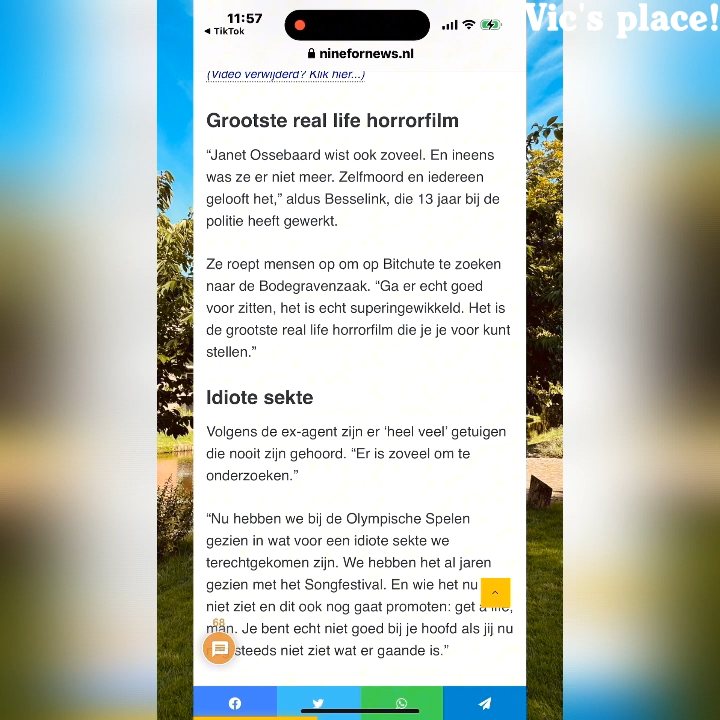 Vic's place!
11:57
TikTok
ninefornews.nl
(Video verwijderd? Klik hier...)
Grootste real life horrorfilm
“Janet Ossebaard wist ook zoveel. En ineens
was ze er niet meer. Zelfmoord en iedereen
gelooft het,” aldus Besselink, die 13 jaar bij de
politie heeft gewerkt.
Ze roept mensen op om op Bitchute te zoeken
naar de Bodegravenzaak. “Ga er echt goed
voor zitten, het is echt superingewikkeld. Het is
de grootste real life horrorfilm die je je voor kunt
stellen.”
Idiote sekte
Volgens de ex-agent zijn er ‘heel veel’ getuigen
die nooit zijn gehoord. “Er is zoveel om te
onderzoeken.”
“Nu hebben we bij de Olympische Spelen
gezien in wat voor een idiote sekte we
terechtgekomen zijn. We hebben het al jaren
gezien met het Songfestival. En wie het nu
niet ziet en dit ook nog gaat promoten: get a life,
68
man. Je bent echt niet goed bij je hoofd als jij nu
steeds niet ziet wat er gaande is.”